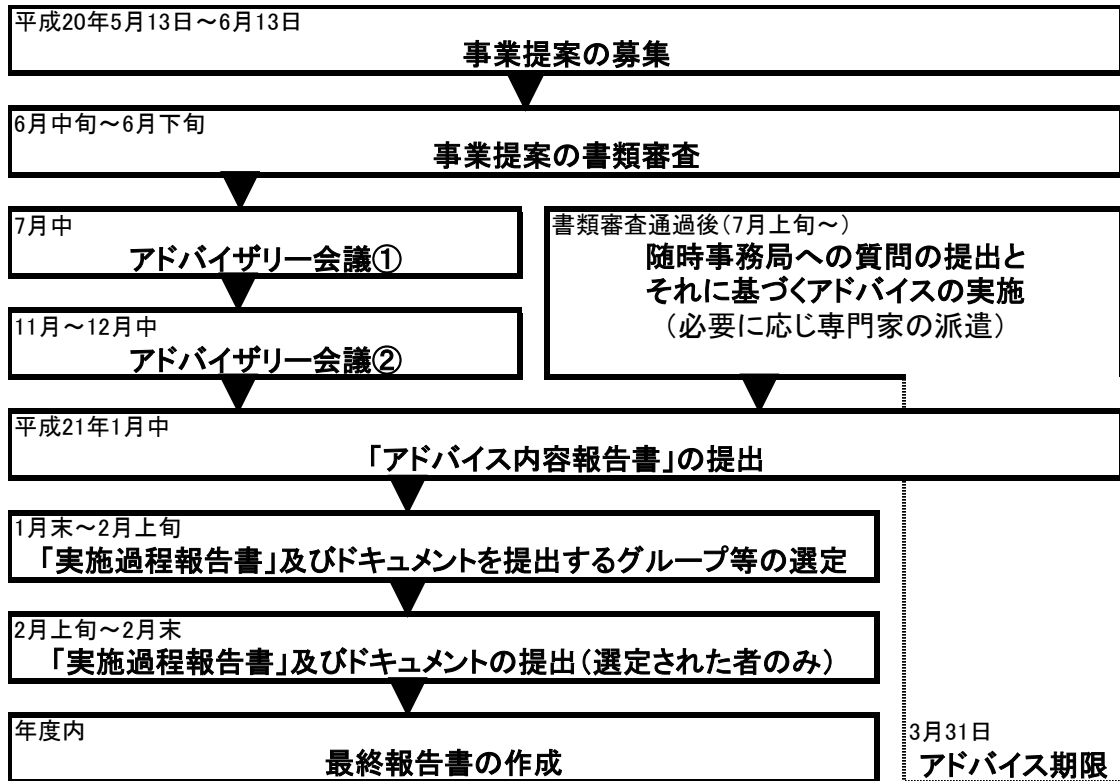 平成20年5月13日～6月13日
事業提案の募集
6月中旬～6月下旬
事業提案の書類審査
7月中
アドバイザリー会議①
11月～12月中
アドバイザリー会議②
書類審査通過後(7月上旬～)
随時事務局への質問の提出と
それに基づくアドバイスの実施
(必要に応じ専門家の派遣)
平成21年1月中
「アドバイス内容報告書」の提出
1月末～2月上旬
「実施過程報告書」及びドキュメントを提出するグループ等の選定
2月上旬～2月末
「実施過程報告書」及びドキュメントの提出(選定された者のみ)
年度内
最終報告書の作成
3月31日
アドバイス期限